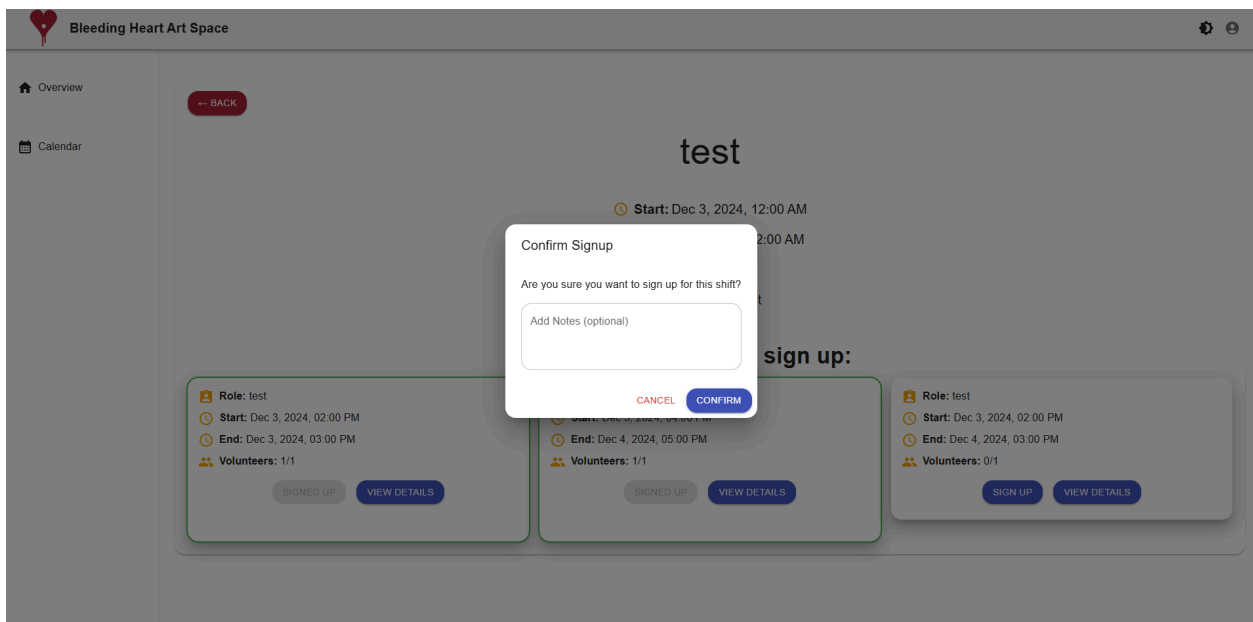 Bleeding Heart Art Space
Overview
Calendar
← BACK
test
Start: Dec 3, 2024, 12:00 AM
2:00 AM
Confirm Signup
Are you sure you want to sign up for this shift?
Add Notes (optional)
CANCEL CONFIRM
sign up:
Role: test
Start: Dec 3, 2024, 02:00 PM
End: Dec 3, 2024, 03:00 PM
Volunteers: 1/1
SIGNED UP VIEW DETAILS
End: Dec 4, 2024, 05:00 PM
Volunteers: 1/1
SIGNED UP VIEW DETAILS
Role: test
Start: Dec 3, 2024, 02:00 PM
End: Dec 4, 2024, 03:00 PM
Volunteers: 0/1
SIGN UP VIEW DETAILS